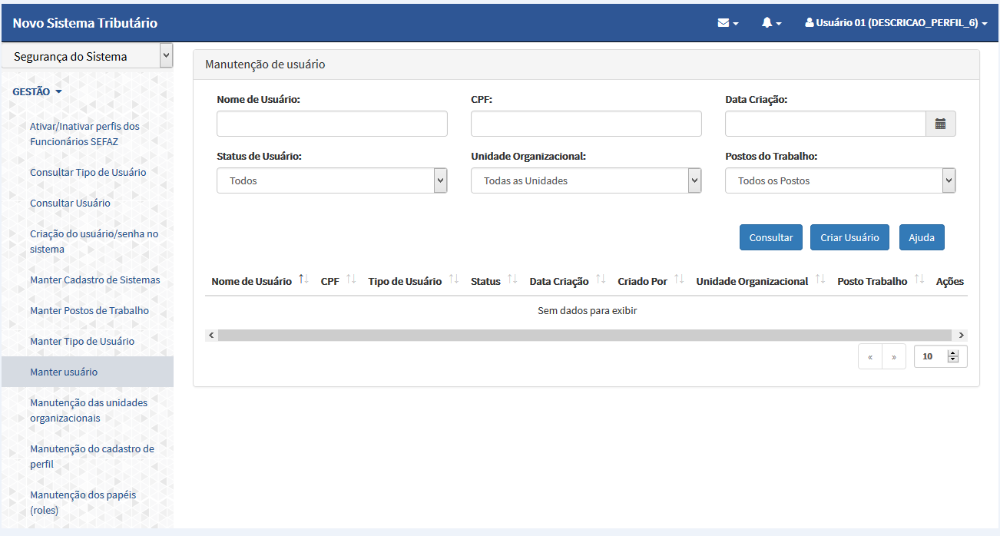 Novo Sistema Tributário
Usuário 01 (DESCRICAO_PERFIL_6)
Segurança do Sistema
GESTÃO
Ativar/Inativar perfis dos
Funcionários SEFAZ
Consultar Tipo de Usuário
Consultar Usuário
Criação do usuário/senha no
sistema
Manter Cadastro de Sistemas
Manter Postos de Trabalho
Manter Tipo de Usuário
Manter usuário
Manutenção das unidades
organizacionais
Manutenção do cadastro de
perfil
Manutenção dos papéis
(roles)
Manutenção de usuário
Nome de Usuário: CPF: Data Criação:
Status de Usuário: Unidade Organizacional: Postos do Trabalho:
Todos Todas as Unidades Todos os Postos
Consultar Criar Usuário Ajuda
Nome de Usuário CPF Tipo de Usuário Status Data Criação Criado Por Unidade Organizacional Posto Trabalho Ações
Sem dados para exibir
« » 10